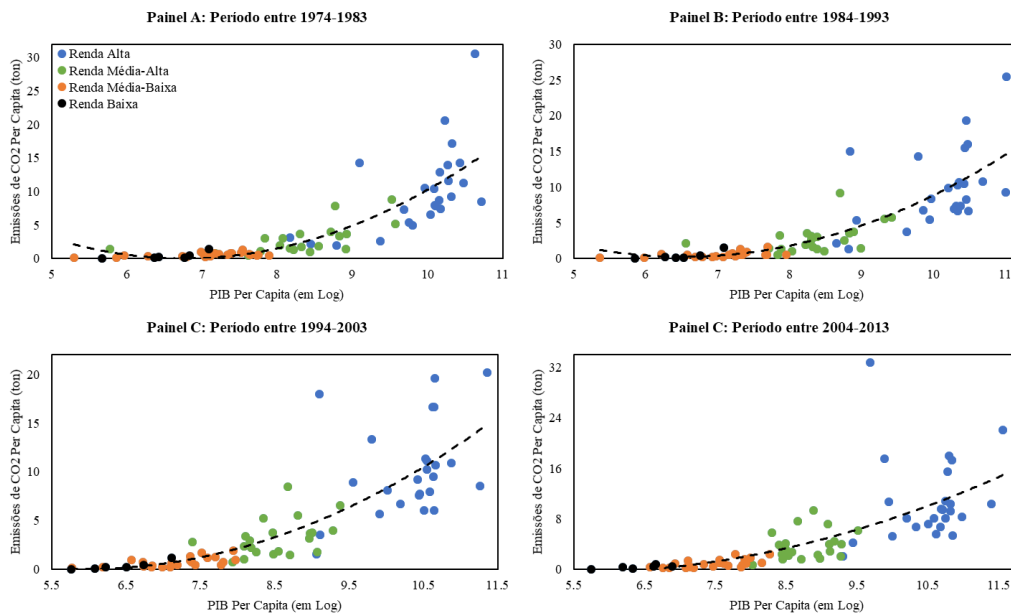 Painel A: Período entre 1974-1983
Emissões de CO2 Per Capita (ton)
30
25
20
15
10
5
0
Renda Alta
Renda Média-Alta
Renda Média-Baixa
Renda Baixa
5 6 7 8 9 10 11
PIB Per Capita (em Log)
Painel B: Período entre 1984-1993
Emissões de CO2 Per Capita (ton)
30
25
20
15
10
5
0
5 6 7 8 9 10 11
PIB Per Capita (em Log)
Painel C: Período entre 1994-2003
Emissões de CO2 Per Capita (ton)
20
15
10
5
0
5.5 6.5 7.5 8.5 9.5 10.5 11.5
PIB Per Capita (em Log)
Painel C: Período entre 2004-2013
Emissões de CO2 Per Capita (ton)
32
24
16
8
0
5.5 6.5 7.5 8.5 9.5 10.5 11.5
PIB Per Capita (em Log)